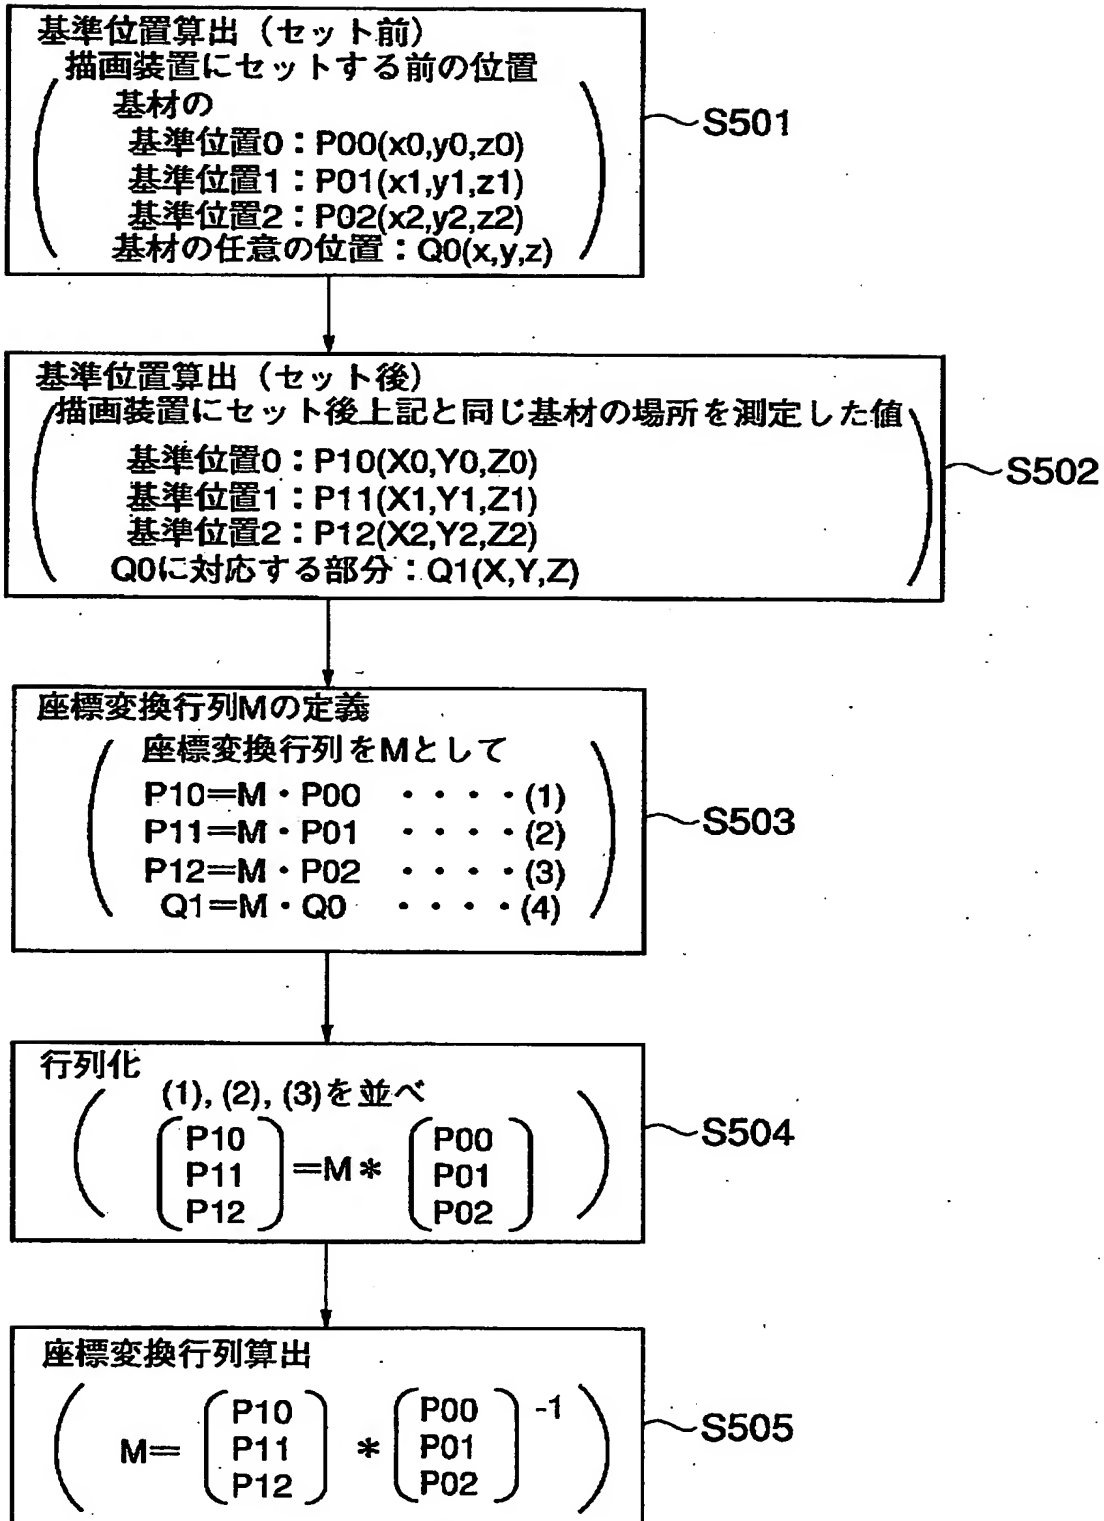 基準位置算出（セット前）
描画装置にセットする前の位置
基材の
基準位置0：P00(x0,y0,z0)
基準位置1：P01(x1,y1,z1)
基準位置2：P02(x2,y2,z2)
基材の任意の位置：Q0(x,y,z)
S501
基準位置算出（セット後）
描画装置にセット後上記と同じ基材の場所を測定した値
基準位置0：P10(X0,Y0,Z0)
基準位置1：P11(X1,Y1,Z1)
基準位置2：P12(X2,Y2,Z2)
Q0に対応する部分：Q1(X,Y,Z)
S502
座標変換行列Mの定義
座標変換行列をMとして
P10＝M・P00 ・・・・(1)
P11＝M・P01 ・・・・(2)
P12＝M・P02 ・・・・(3)
Q1＝M・Q0 ・・・・(4)
S503
行列化
(1), (2), (3)を並べ
P10 P00
P11 ＝M＊ P01
P12 P02
S504
座標変換行列算出
P10 P00 -1
M＝ P11 ＊ P01
P12 P02
S505